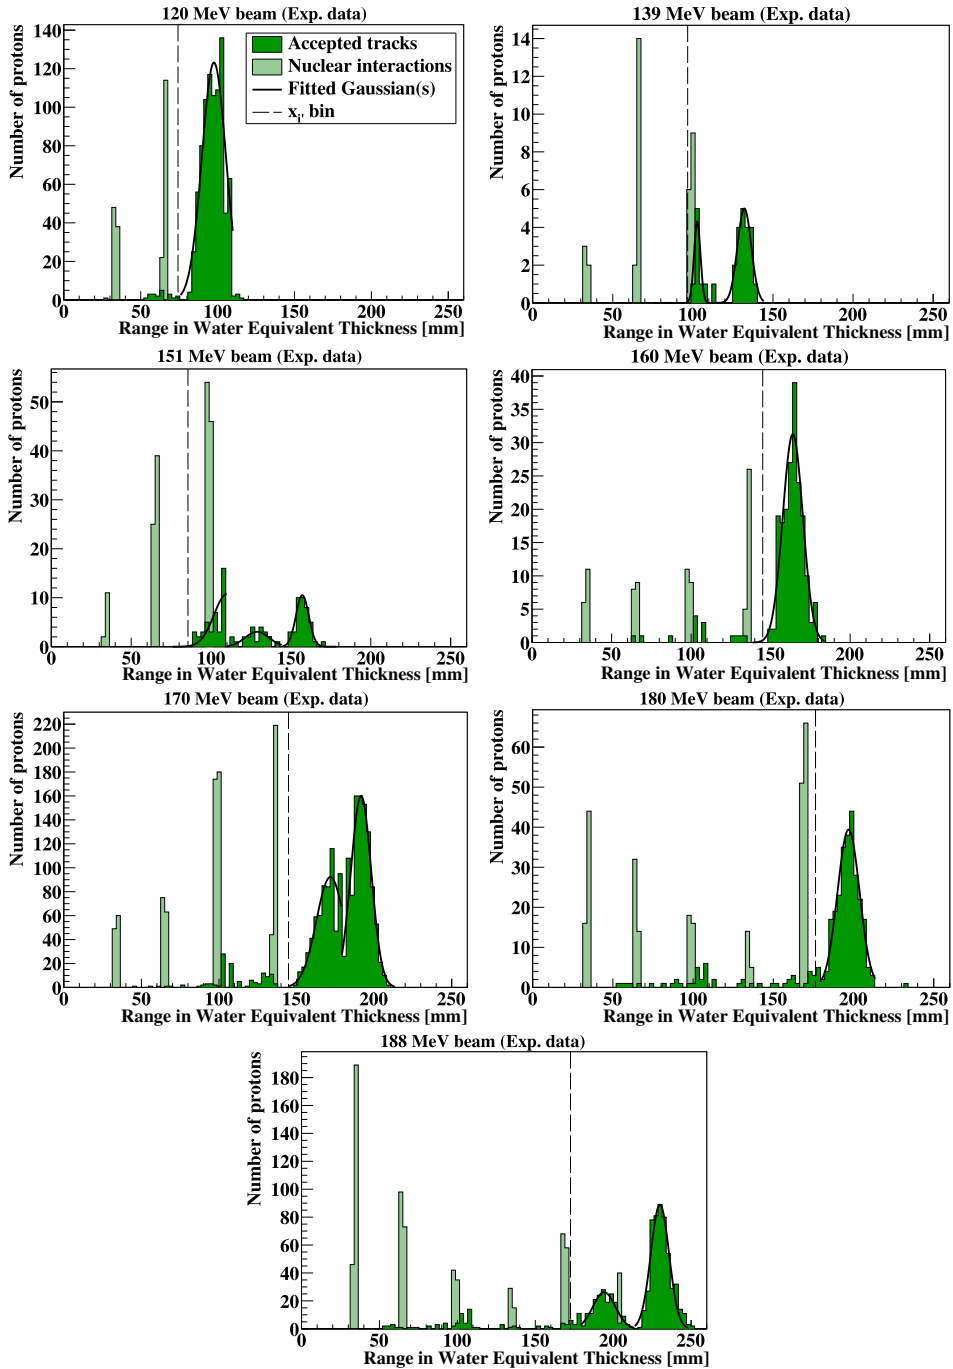 120 MeV beam (Exp. data)
Number of protons
140
120
100
80
60
40
20
0
0 50 100 150 200 250
Range in Water Equivalent Thickness [mm]
Accepted tracks
Nuclear interactions
Fitted Gaussian(s)
x_i' bin
139 MeV beam (Exp. data)
Number of protons
14
12
10
8
6
4
2
0
0 50 100 150 200 250
Range in Water Equivalent Thickness [mm]
151 MeV beam (Exp. data)
Number of protons
50
40
30
20
10
0
0 50 100 150 200 250
Range in Water Equivalent Thickness [mm]
160 MeV beam (Exp. data)
Number of protons
40
35
30
25
20
15
10
5
0
0 50 100 150 200 250
Range in Water Equivalent Thickness [mm]
170 MeV beam (Exp. data)
Number of protons
220
200
180
160
140
120
100
80
60
40
20
0
0 50 100 150 200 250
Range in Water Equivalent Thickness [mm]
180 MeV beam (Exp. data)
Number of protons
60
50
40
30
20
10
0
0 50 100 150 200 250
Range in Water Equivalent Thickness [mm]
188 MeV beam (Exp. data)
Number of protons
180
160
140
120
100
80
60
40
20
0
0 50 100 150 200 250
Range in Water Equivalent Thickness [mm]